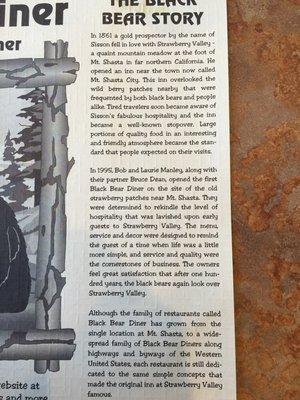 iner
ner
THE BLACK
BEAR STORY
In 1861 a gold prospector by the name of
Sisson fell in love with Strawberry Valley -
a quaint mountain meadow at the foot of
Mt. Shasta in far northern California. He
opened an inn near the town now called
Mt. Shasta City. This inn overlooked the
wild berry patches nearby that were
frequented by both black bears and people
alike. Tired travelers soon became aware of
Sisson's fabulous hospitality and the inn
became a well-known stopover. Large
portions of quality food in an interesting
and friendly atmosphere became the stan-
dard that people expected on their visits.
In 1995, Bob and Laurie Manley, along with
their partner Bruce Dean, opened the first
Black Bear Diner on the site of the old
strawberry patches near Mt. Shasta. They
were determined to rekindle the level of
hospitality that was lavished upon early
guests to Strawberry Valley. The menu,
service and decor were designed to remind
the guest of a time when life was a little
more simple, and service and quality were
the cornerstones of business. The owners
feel great satisfaction that after one hun-
dred years, the black bears again look over
Strawberry Valley.
Although the family of restaurants called
Black Bear Diner has grown from the
single location at Mt. Shasta, to a wide-
spread family of Black Bear Diners along
highways and byways of the Western
United States, each restaurant is still dedi-
cated to the same simple concepts that
made the original inn at Strawberry Valley
famous.
ebsite at
s and more